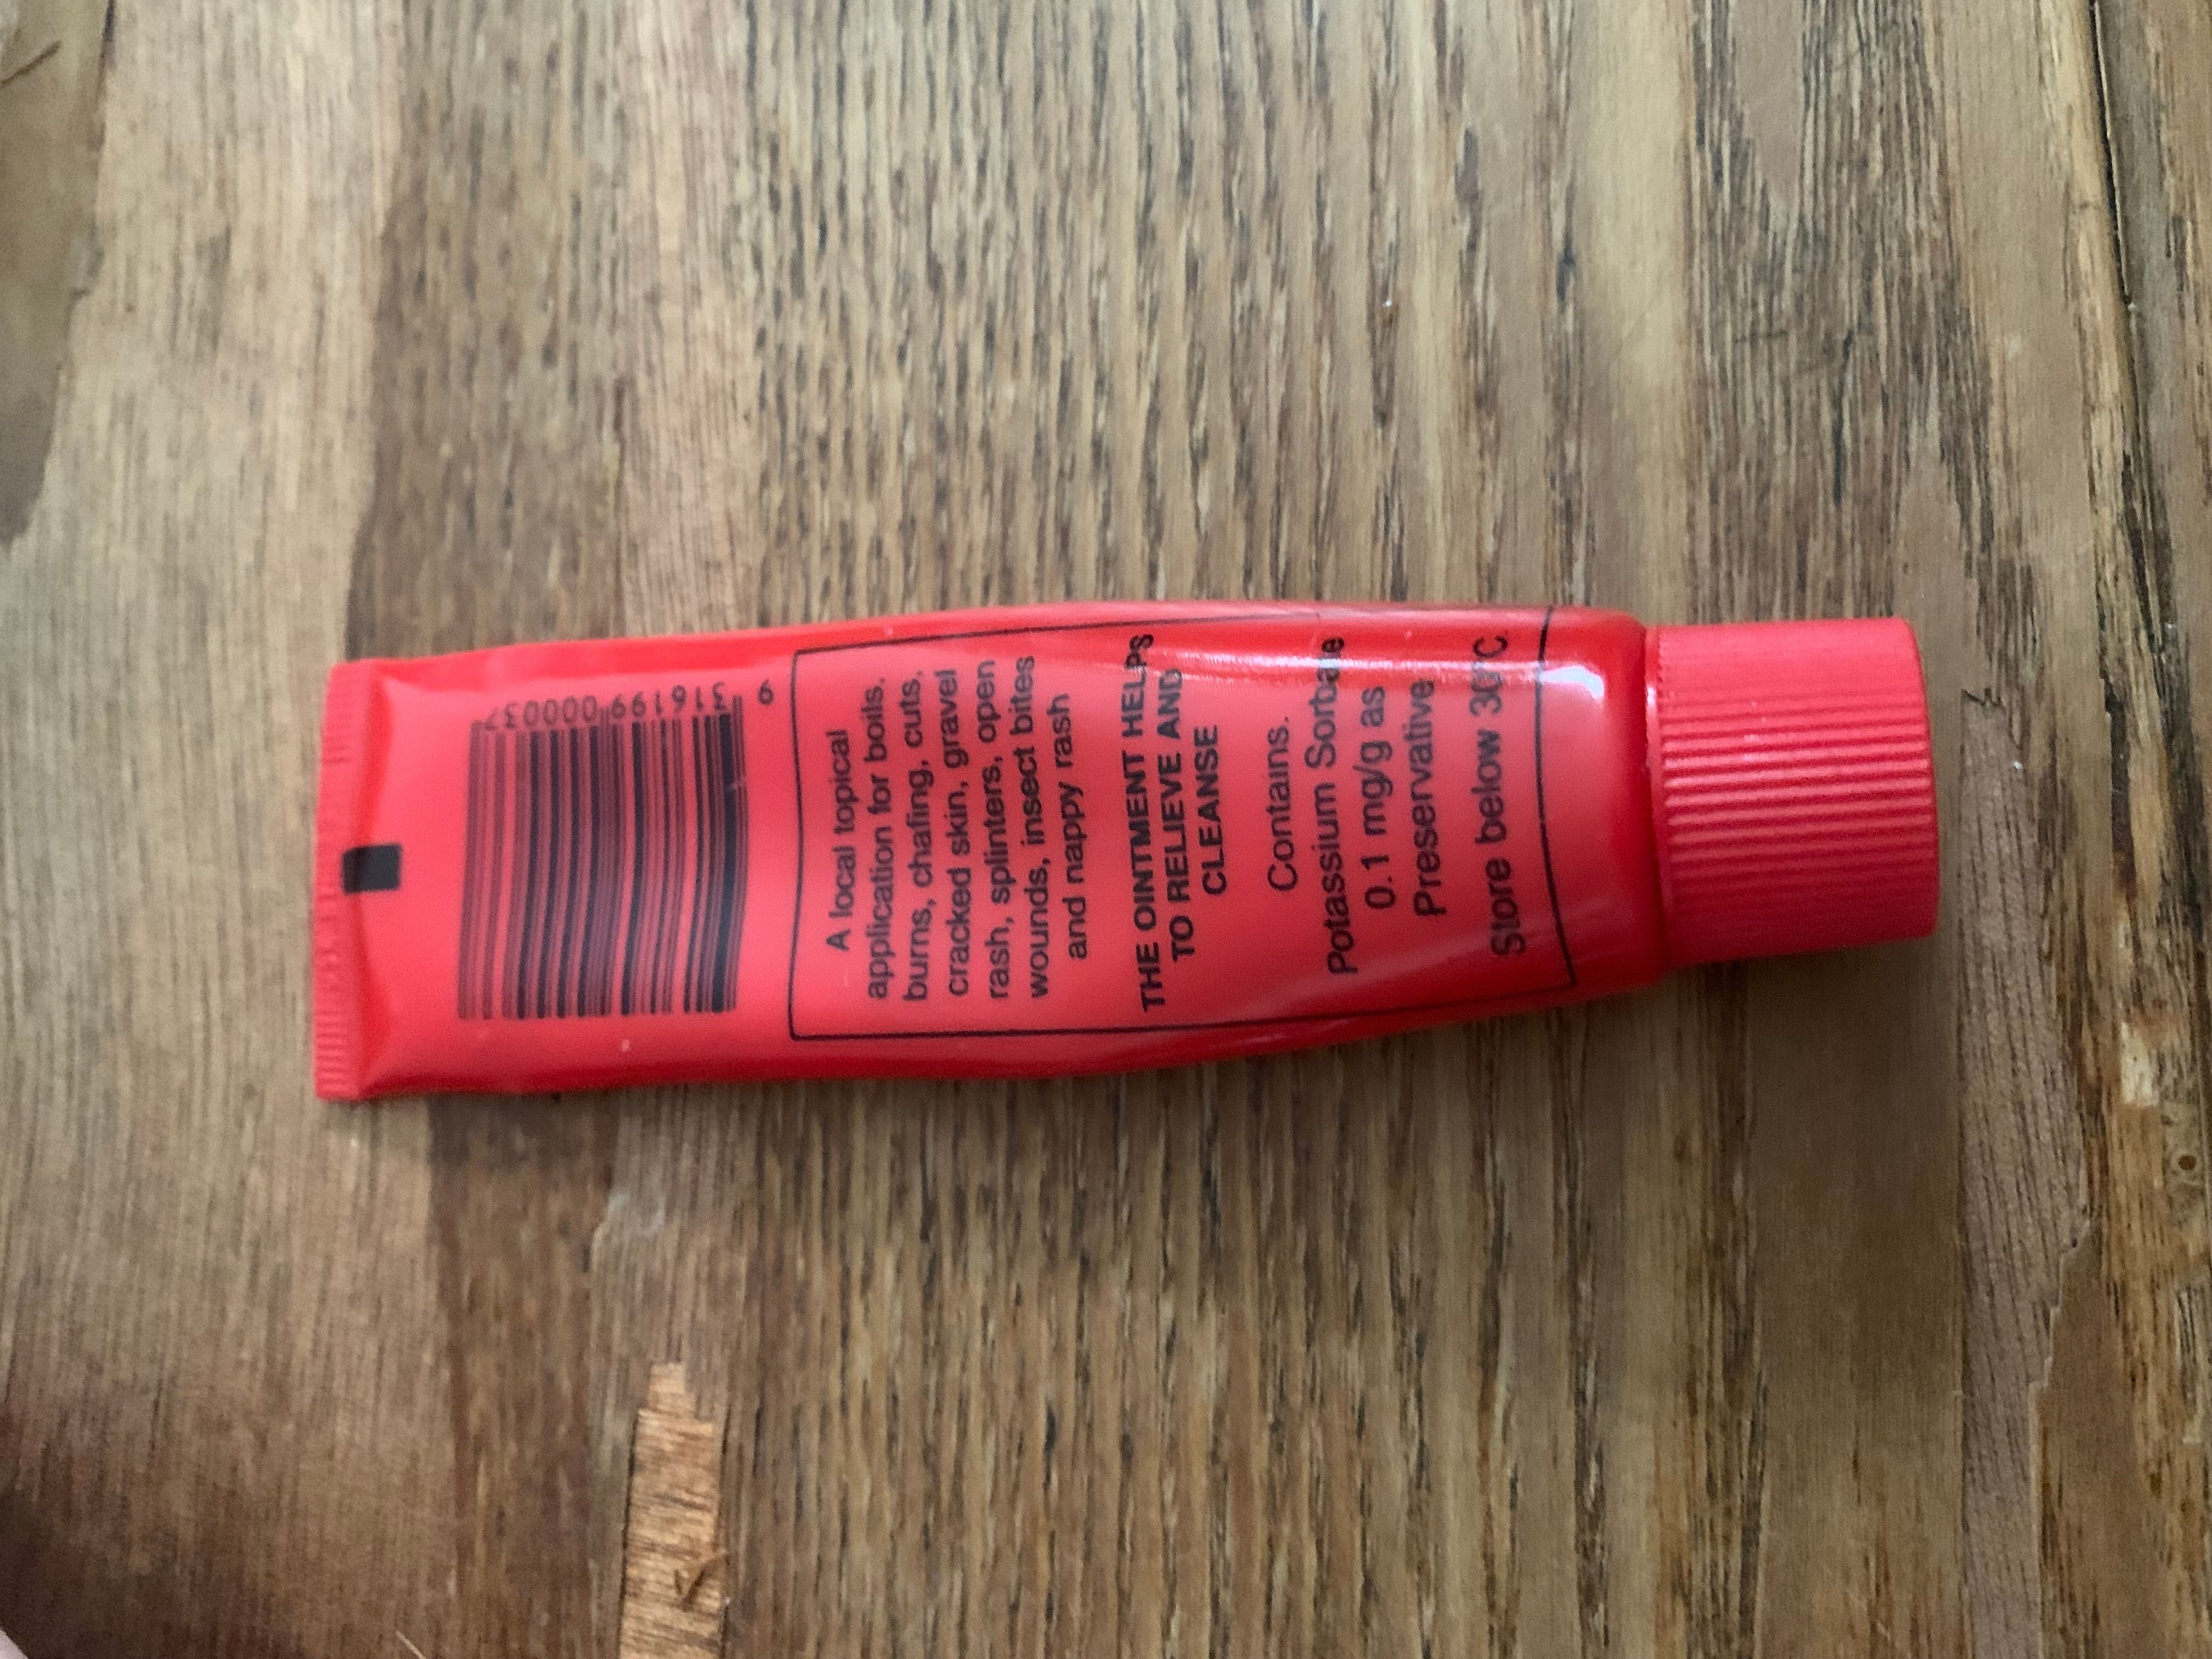 9 316199 000037
A local topical
application for boils,
burns, chafing, cuts,
cracked skin, gravel
rash, splinters, open
wounds, insect bites
and nappy rash
THE OINTMENT HELPS
TO RELIEVE AND
CLEANSE
Contains.
Potassium Sorbate
0.1 mg/g as
Preservative
Store below 30°C